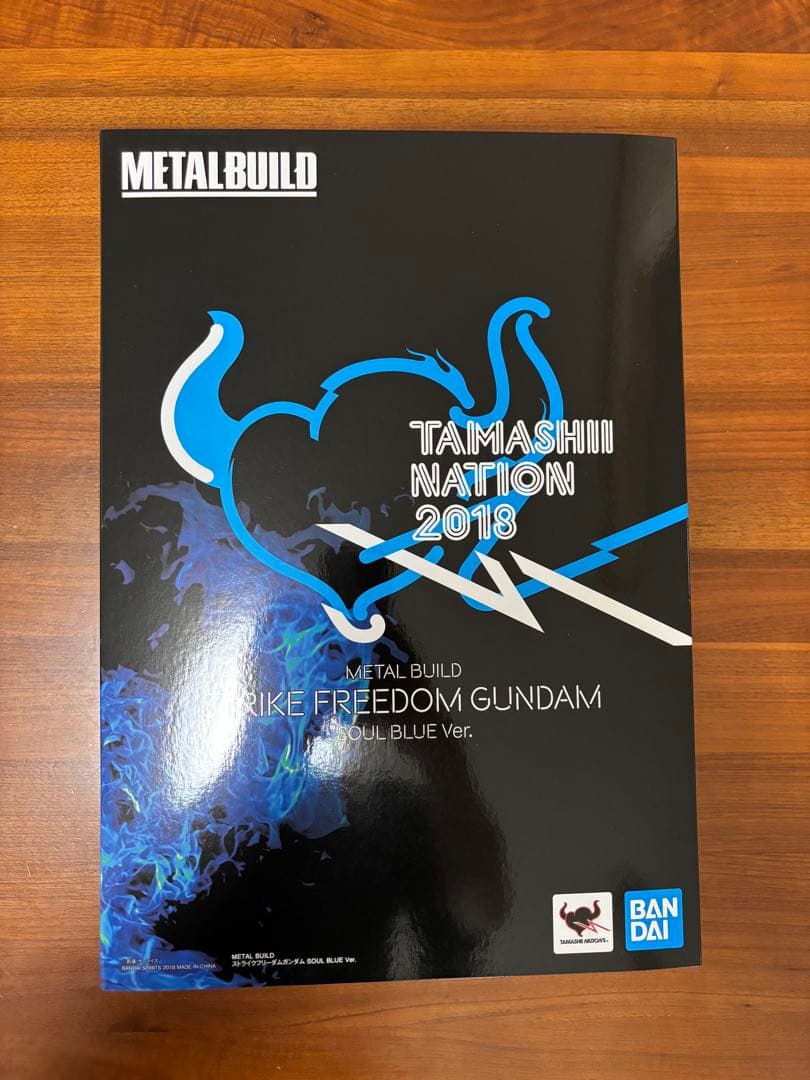 METALBUILD
TAMASHII
NATION
2018
METAL BUILD
RIKE FREEDOM GUNDAM
SOUL BLUE Ver.
TAMASHII NATIONS
BAN
DAI
METAL BUILD
ストライクフリーダムガンダム SOUL BLUE Ver.
BANDAI SPIRITS 2018 MADE IN CHINA